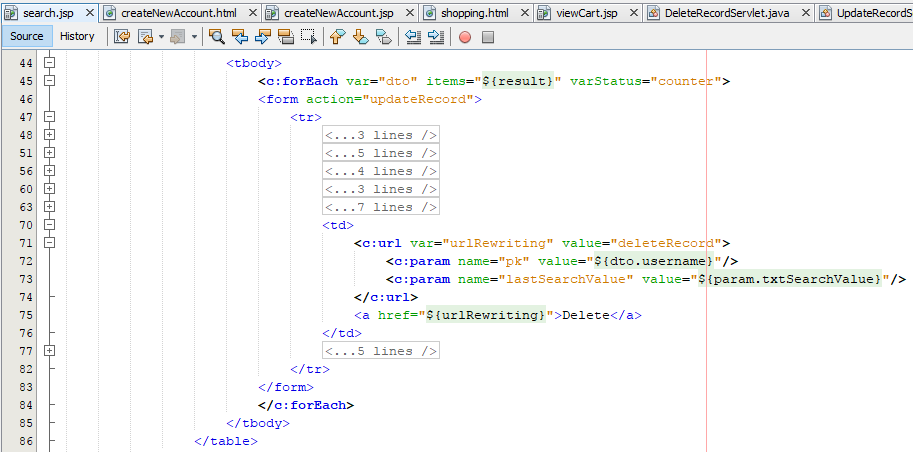 search.jsp createNewAccount.html createNewAccount.jsp shopping.html viewCart.jsp DeleteRecordServlet.java UpdateRecordS
Source History
44 <tbody>
45 <c:forEach var="dto" items="${result}" varStatus="counter">
46 <form action="updateRecord">
47 <tr>
48 <...3 lines />
51 <...5 lines />
56 <...4 lines />
60 <...3 lines />
63 <...7 lines />
70 <td>
71 <c:url var="urlRewriting" value="deleteRecord">
72 <c:param name="pk" value="${dto.username}"/>
73 <c:param name="lastSearchValue" value="${param.txtSearchValue}"/>
74 </c:url>
75 <a href="${urlRewriting}">Delete</a>
76 </td>
77 <...5 lines />
82 </tr>
83 </form>
84 </c:forEach>
85 </tbody>
86 </table>